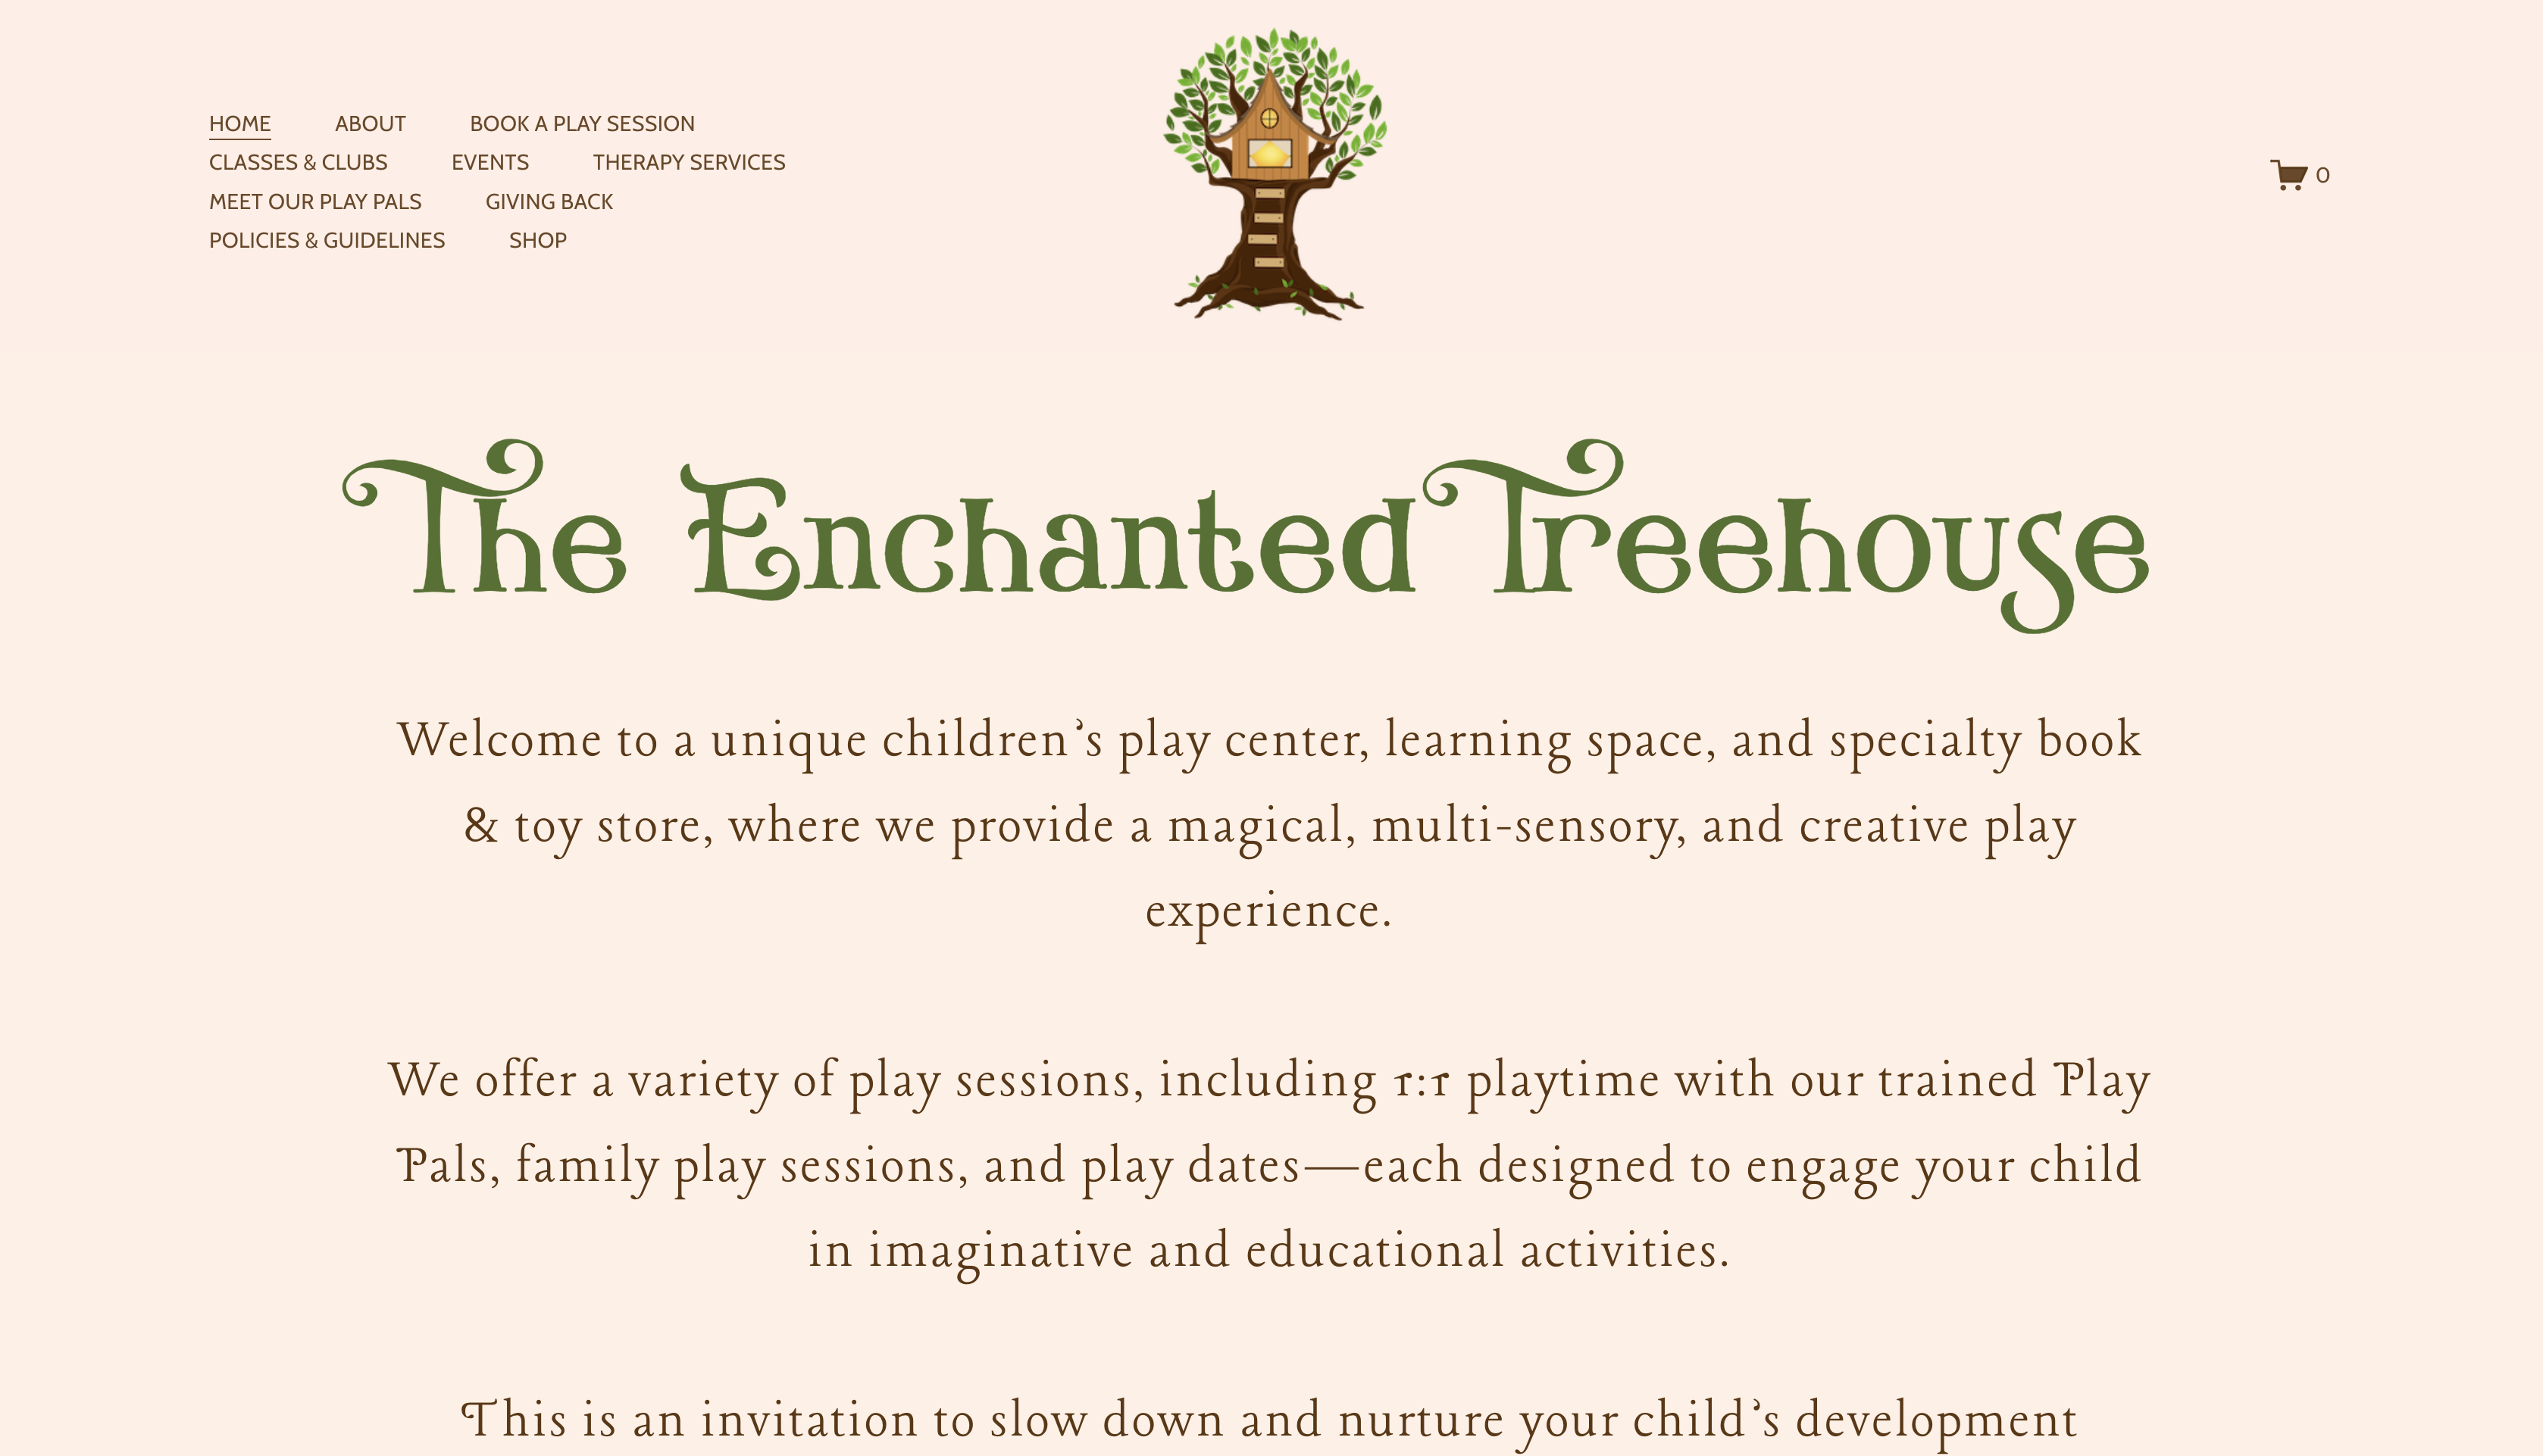 HOME ABOUT BOOK A PLAY SESSION
CLASSES & CLUBS EVENTS THERAPY SERVICES
MEET OUR PLAY PALS GIVING BACK
POLICIES & GUIDELINES SHOP
0
The Enchanted Treehouse
Welcome to a unique children’s play center, learning space, and specialty book
& toy store, where we provide a magical, multi-sensory, and creative play
experience.
We offer a variety of play sessions, including 1:1 playtime with our trained Play
Pals, family play sessions, and play dates—each designed to engage your child
in imaginative and educational activities.
This is an invitation to slow down and nurture your child’s development